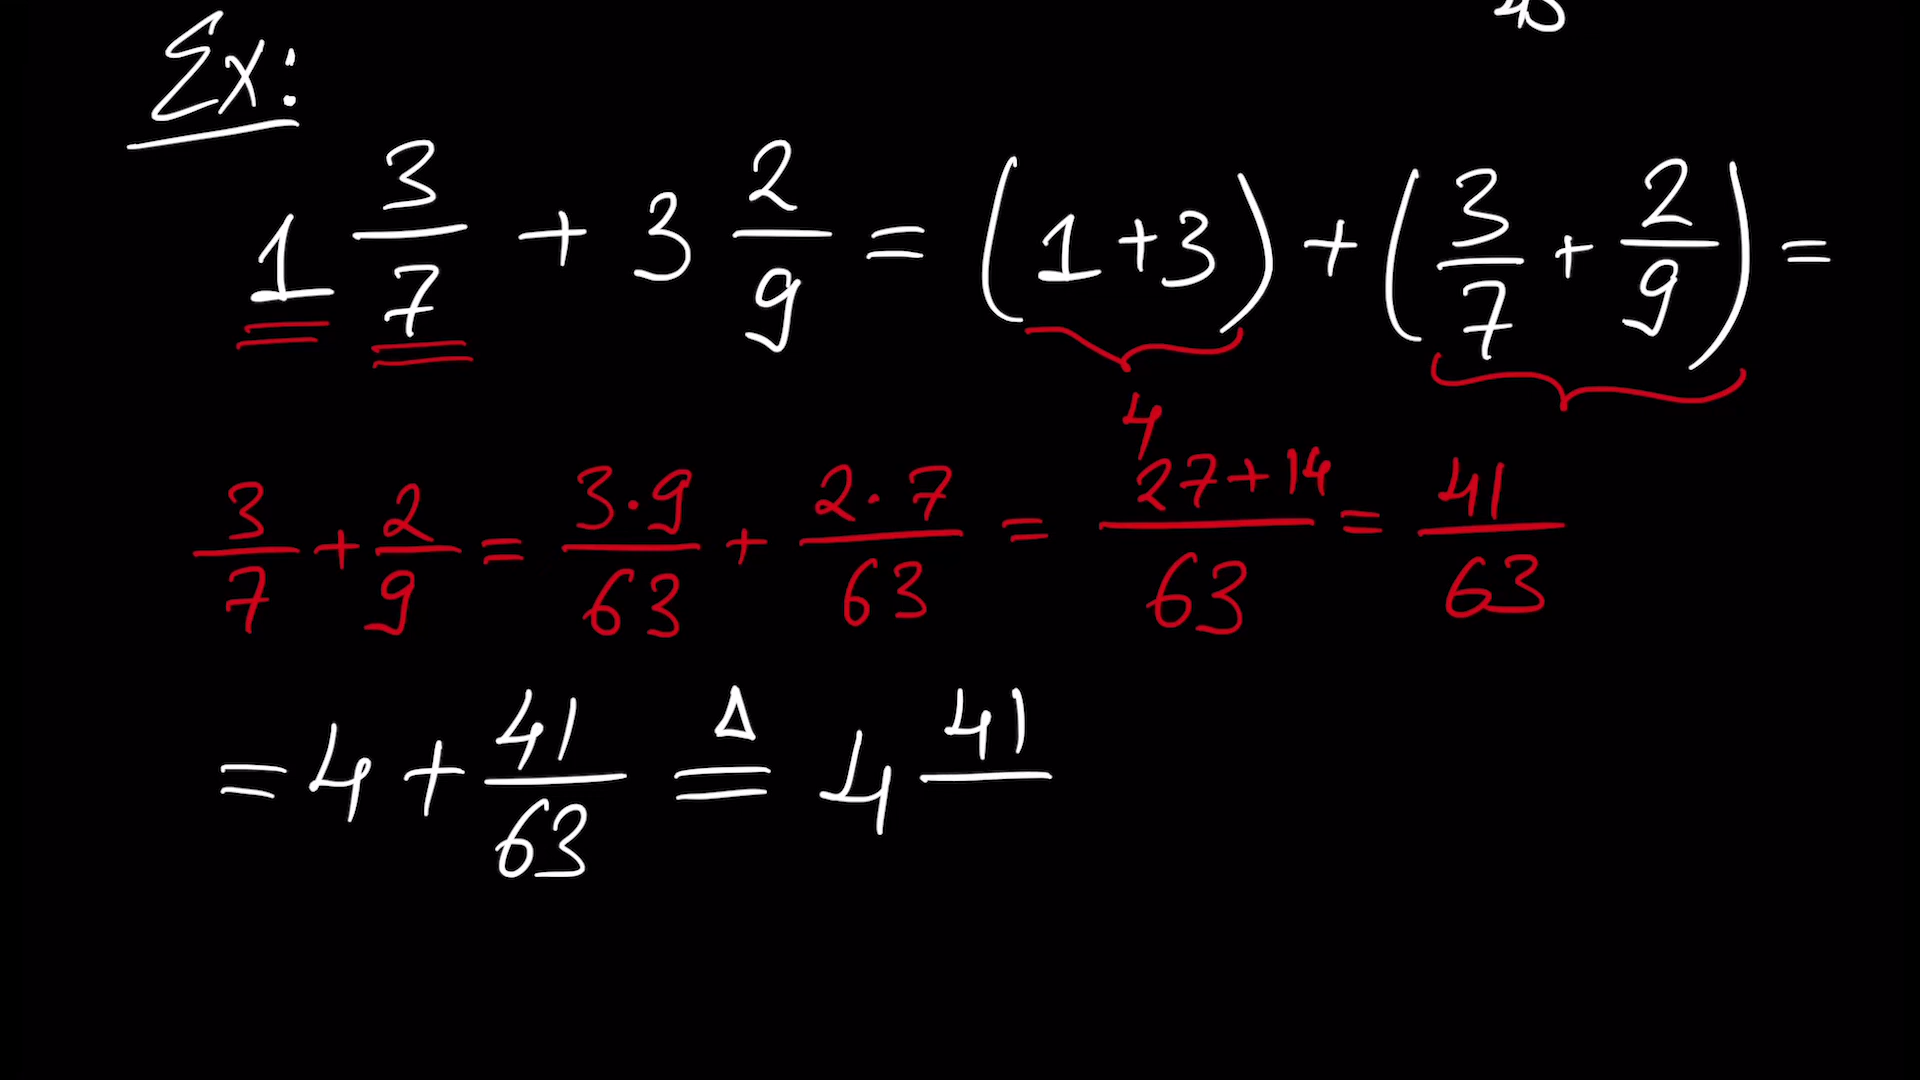 Ex:
1 3/7 + 3 2/9 = (1+3) + (3/7 + 2/9) =
4
3/7 + 2/9 = 3·9/63 + 2·7/63 = 27+14/63 = 41/63
= 4 + 41/63 ≜ 4 41/